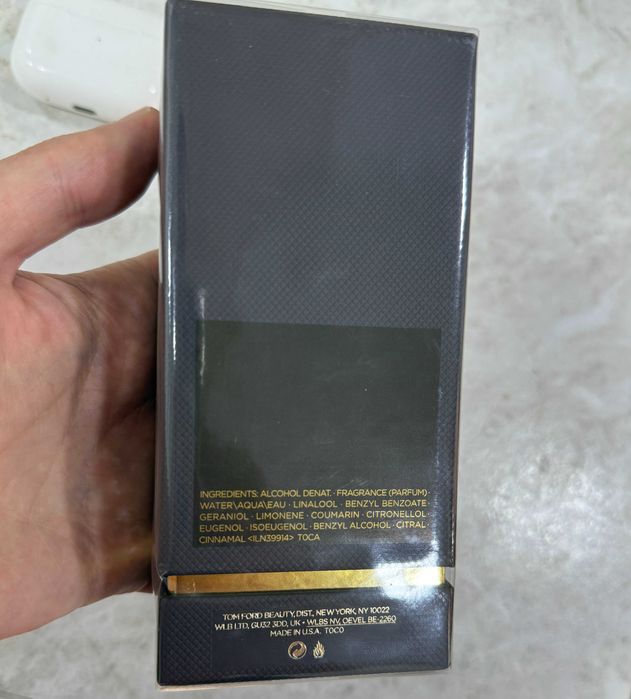 INGREDIENTS: ALCOHOL DENAT. · FRAGRANCE (PARFUM) ·
WATER\AQUA\EAU · LINALOOL · BENZYL BENZOATE ·
GERANIOL · LIMONENE · COUMARIN · CITRONELLOL ·
EUGENOL · ISOEUGENOL · BENZYL ALCOHOL · CITRAL ·
CINNAMAL <ILN39914> T0CA
TOM FORD BEAUTY, DIST., NEW YORK, NY 10022
WLB LTD, GU32 3DD, UK · WLBS NV, OEVEL BE-2260
MADE IN U.S.A. T0C0